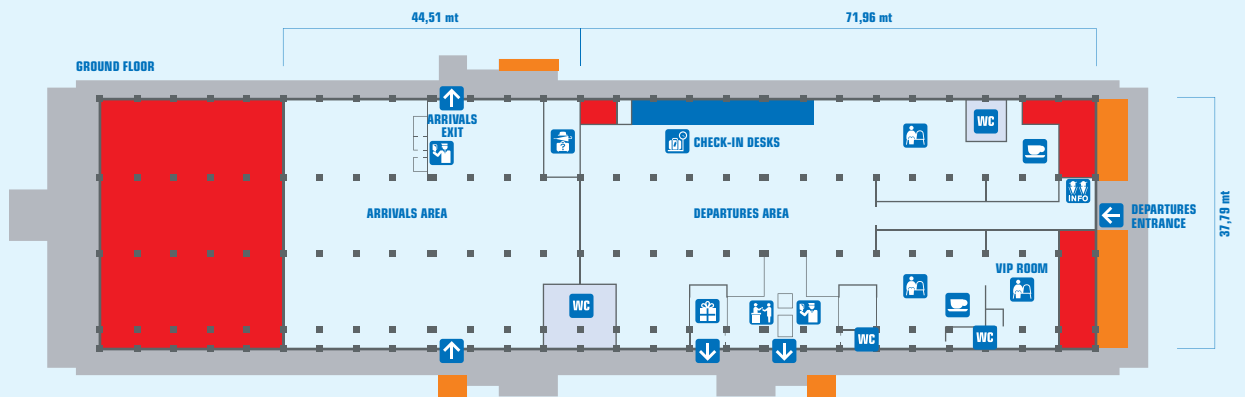 44,51 mt
71,96 mt
GROUND FLOOR
ARRIVALS
EXIT
?
CHECK-IN DESKS
WC
INFO
37,79 mt
ARRIVALS AREA
DEPARTURES AREA
DEPARTURES
ENTRANCE
VIP ROOM
WC
WC
WC